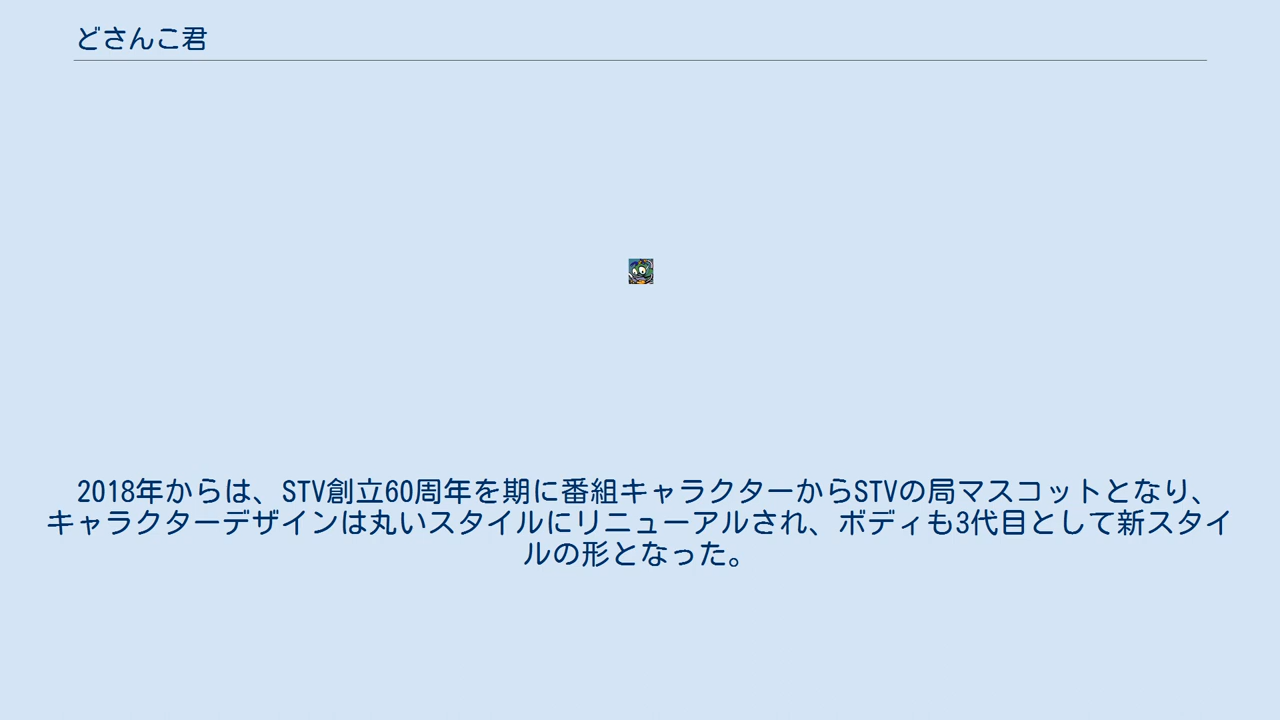 どさんこ君
2018年からは、STV創立60周年を期に番組キャラクターからSTVの局マスコットとなり、
キャラクターデザインは丸いスタイルにリニューアルされ、ボディも3代目として新スタイ
ルの形となった。